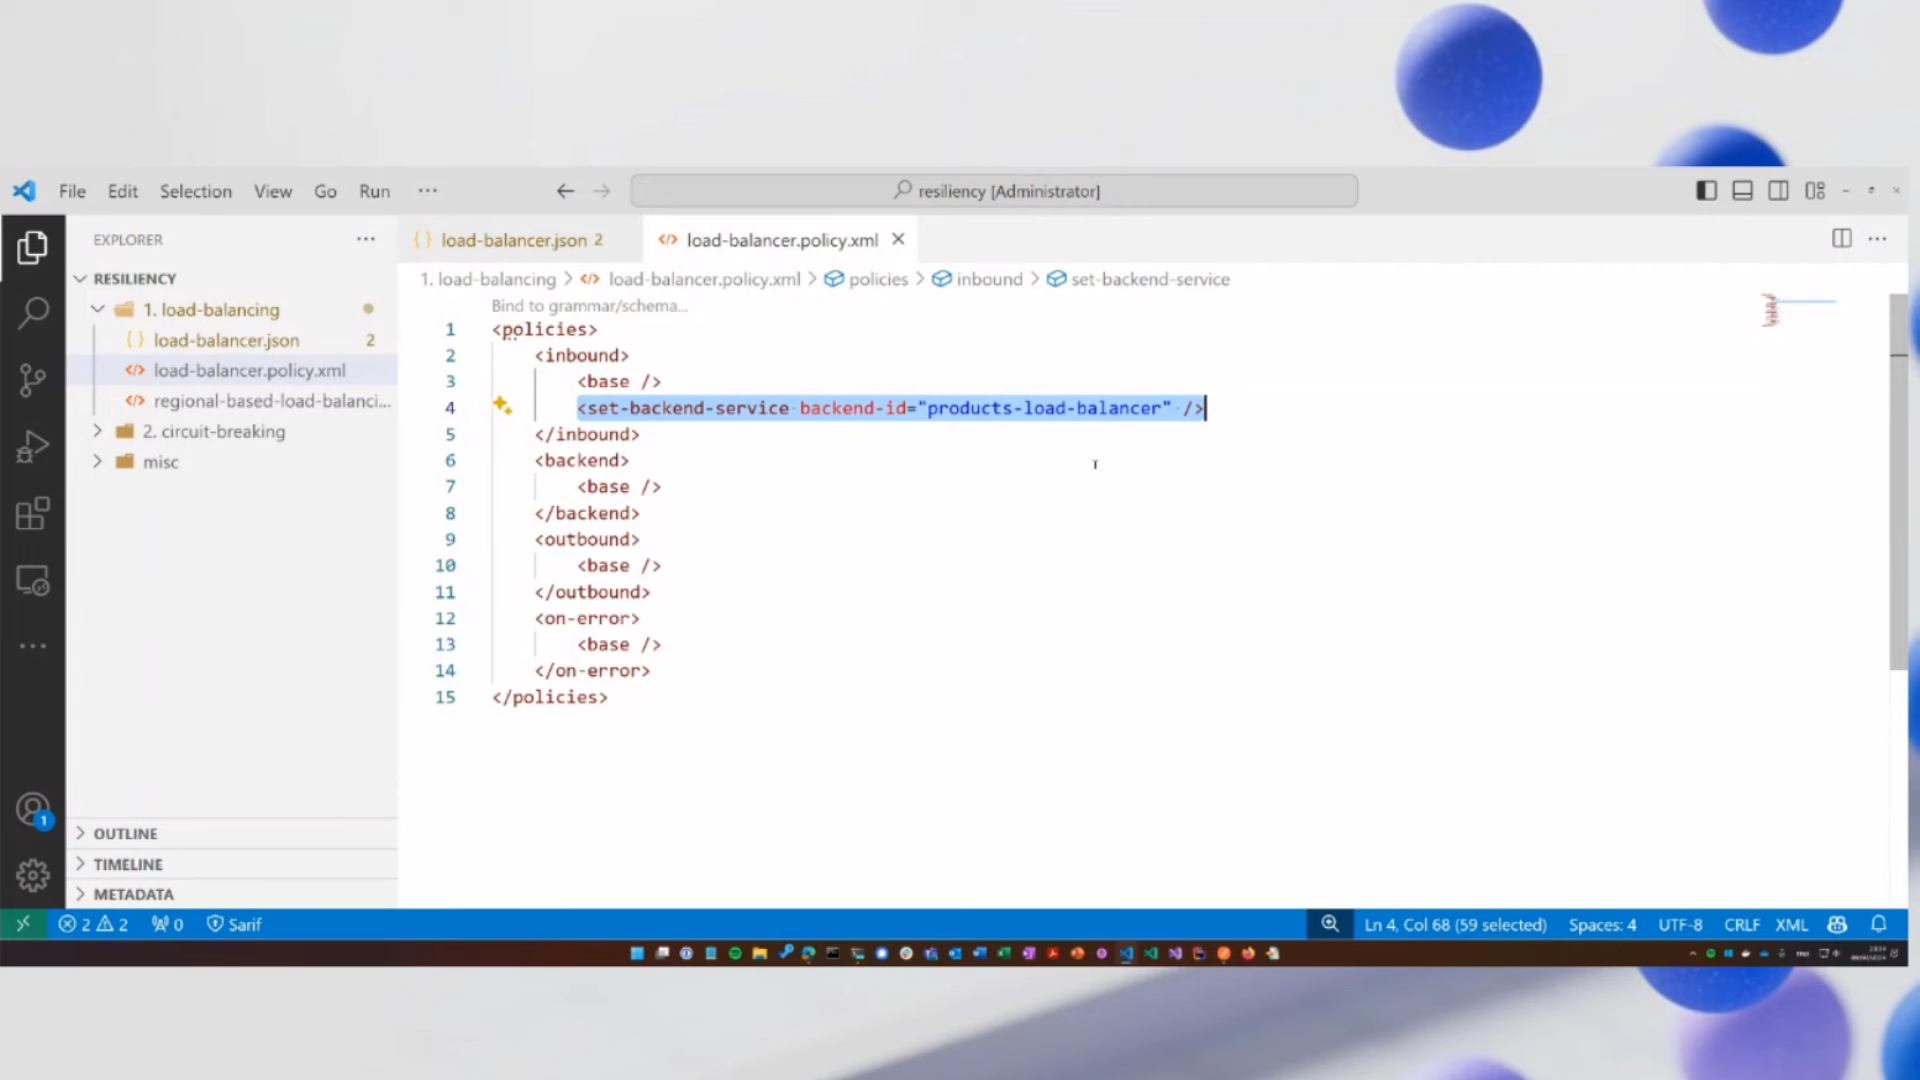 File Edit Selection View Go Run ···
resiliency [Administrator]
EXPLORER ···
RESILIENCY
1. load-balancing
{} load-balancer.json 2
</> load-balancer.policy.xml
</> regional-based-load-balanci...
2. circuit-breaking
misc
OUTLINE
TIMELINE
METADATA
{} load-balancer.json 2
</> load-balancer.policy.xml
1. load-balancing > </> load-balancer.policy.xml > policies > inbound > set-backend-service
Bind to grammar/schema...
1 <policies>
2 <inbound>
3 <base />
4 <set-backend-service backend-id="products-load-balancer" />
5 </inbound>
6 <backend>
7 <base />
8 </backend>
9 <outbound>
10 <base />
11 </outbound>
12 <on-error>
13 <base />
14 </on-error>
15 </policies>
1
2 2 0 Sarif
Ln 4, Col 68 (59 selected) Spaces: 4 UTF-8 CRLF XML